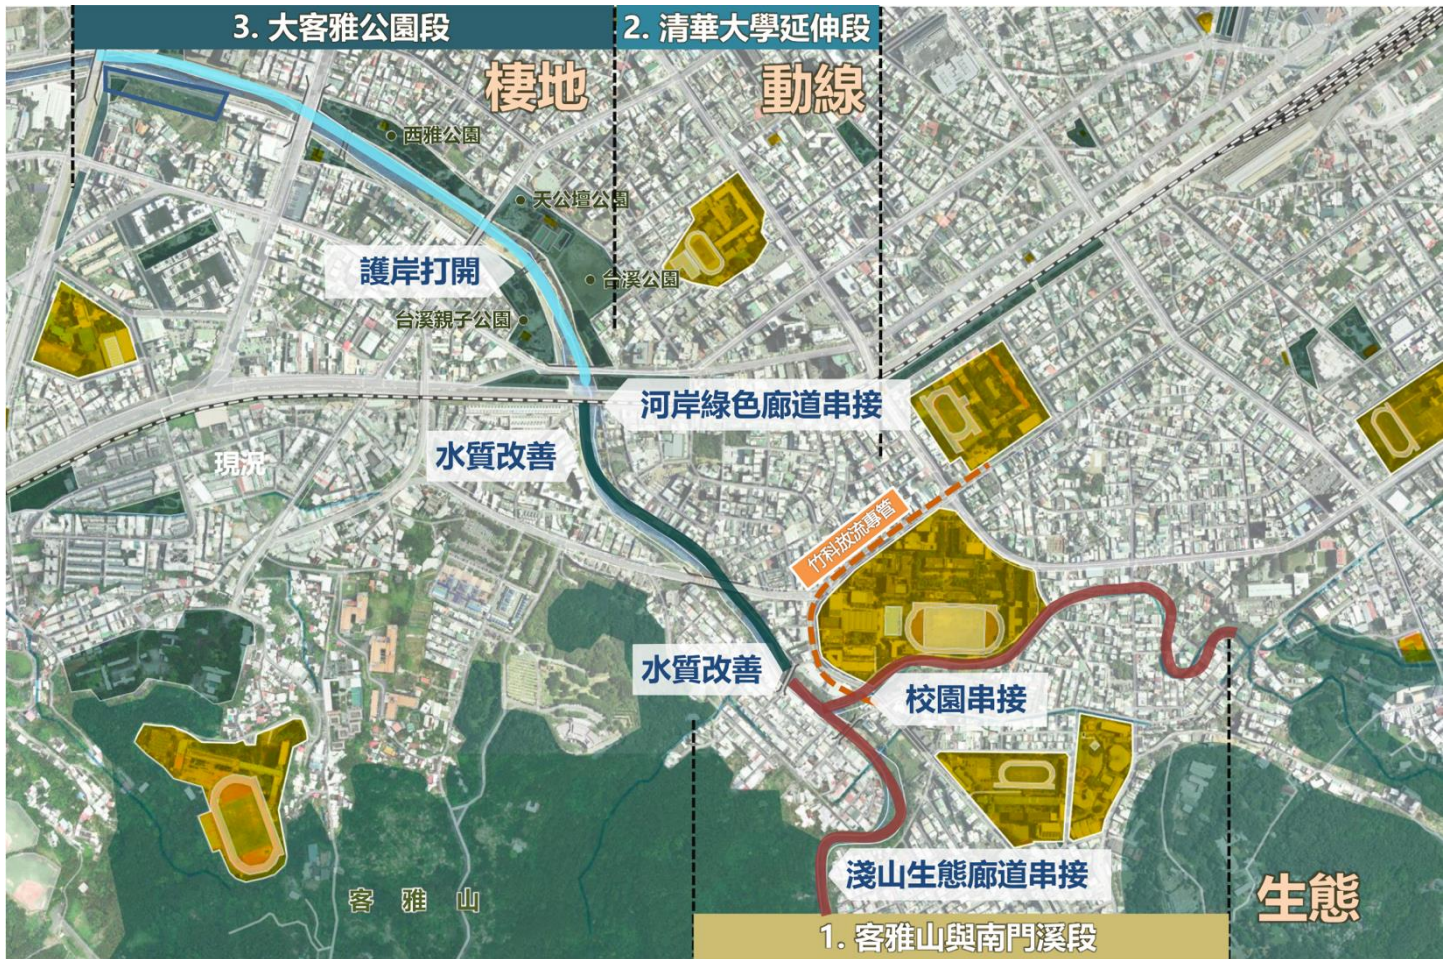 3. 大客雅公園段
2. 清華大學延伸段
棲地
動線
西雅公園
天公壇公園
護岸打開
台溪公園
台溪親子公園
河岸綠色廊道串接
水質改善
現況
竹科放流專管
水質改善
校園串接
淺山生態廊道串接
客雅山
生態
1. 客雅山與南門溪段